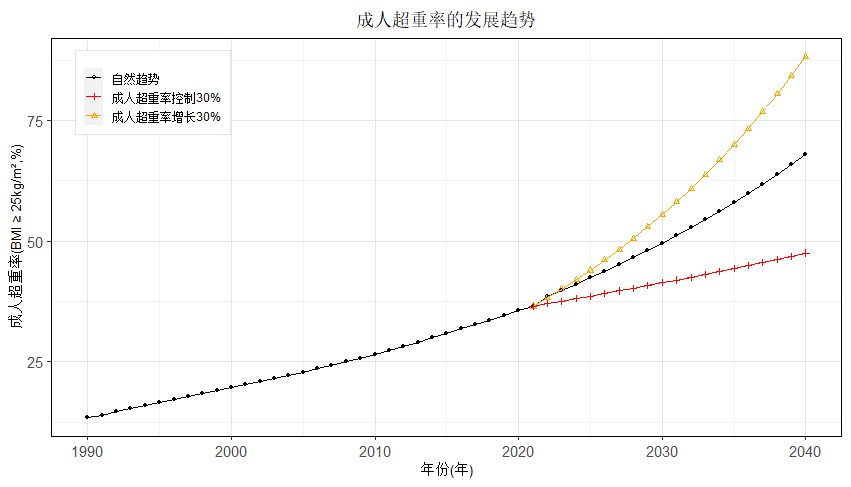 成人超重率的发展趋势
自然趋势
成人超重率控制30%
成人超重率增长30%
成人超重率(BMI ≥ 25kg/m²,%)
75
50
25
1990
2000
2010
2020
2030
2040
年份(年)